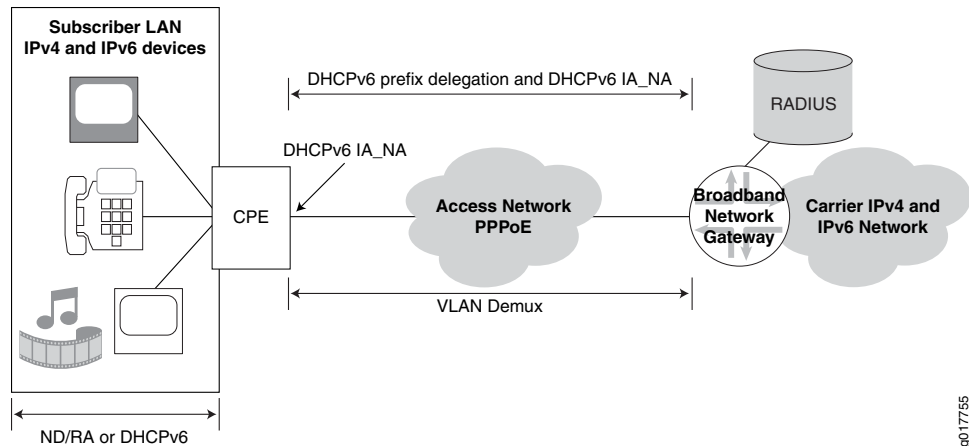 Subscriber LAN
IPv4 and IPv6 devices
DHCPv6 prefix delegation and DHCPv6 IA_NA
RADIUS
DHCPv6 IA_NA
CPE
Access Network
PPPoE
Broadband
Network
Gateway
Carrier IPv4 and
IPv6 Network
VLAN Demux
ND/RA or DHCPv6
g017755